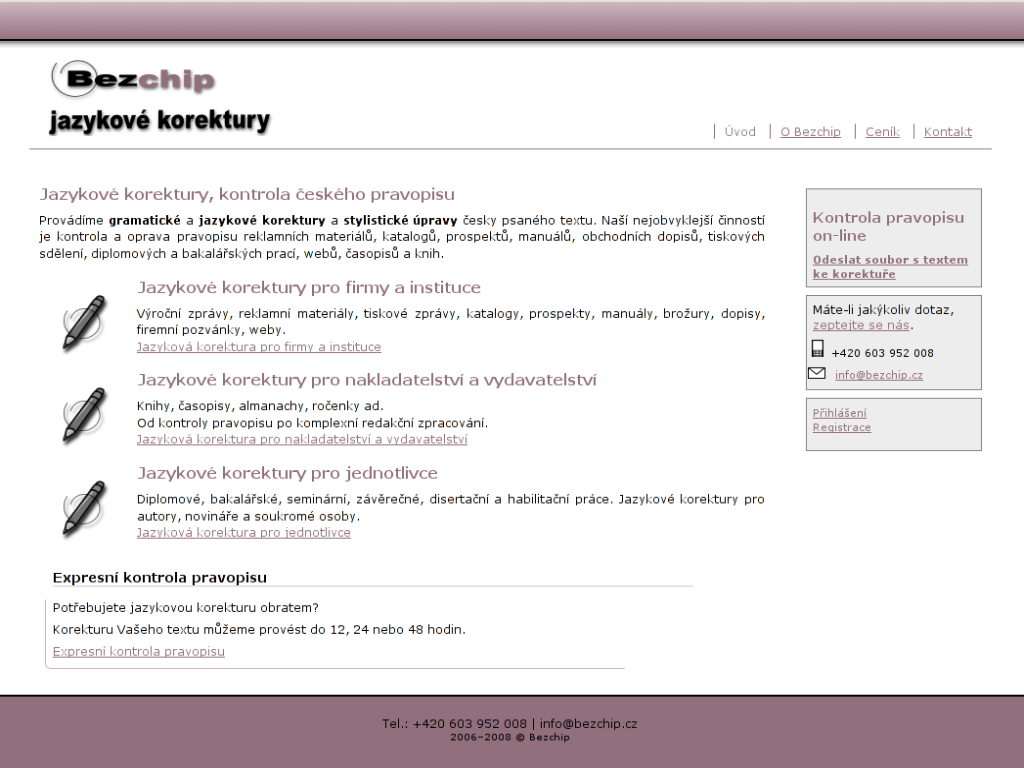 Bezchip
jazykové korektury
Úvod
O Bezchip
Ceník
Kontakt
Jazykové korektury, kontrola českého pravopisu
Provádíme gramatické a jazykové korektury a stylistické úpravy česky psaného textu. Naší nejobvyklejší činností
je kontrola a oprava pravopisu reklamních materiálů, katalogů, prospektů, manuálů, obchodních dopisů, tiskových
sdělení, diplomových a bakalářských prací, webů, časopisů a knih.
Jazykové korektury pro firmy a instituce
Výroční zprávy, reklamní materiály, tiskové zprávy, katalogy, prospekty, manuály, brožury, dopisy,
firemní pozvánky, weby.
Jazyková korektura pro firmy a instituce
Jazykové korektury pro nakladatelství a vydavatelství
Knihy, časopisy, almanachy, ročenky ad.
Od kontroly pravopisu po komplexní redakční zpracování.
Jazyková korektura pro nakladatelství a vydavatelství
Jazykové korektury pro jednotlivce
Diplomové, bakalářské, seminární, závěrečné, disertační a habilitační práce. Jazykové korektury pro
autory, novináře a soukromé osoby.
Jazyková korektura pro jednotlivce
Expresní kontrola pravopisu
Potřebujete jazykovou korekturu obratem?
Korekturu Vašeho textu můžeme provést do 12, 24 nebo 48 hodin.
Expresní kontrola pravopisu
Kontrola pravopisu
on-line
Odeslat soubor s textem
ke korektuře
Máte-li jakýkoliv dotaz,
zeptejte se nás.
+420 603 952 008
info@bezchip.cz
Přihlášení
Registrace
Tel.: +420 603 952 008 | info@bezchip.cz
2006–2008 © Bezchip